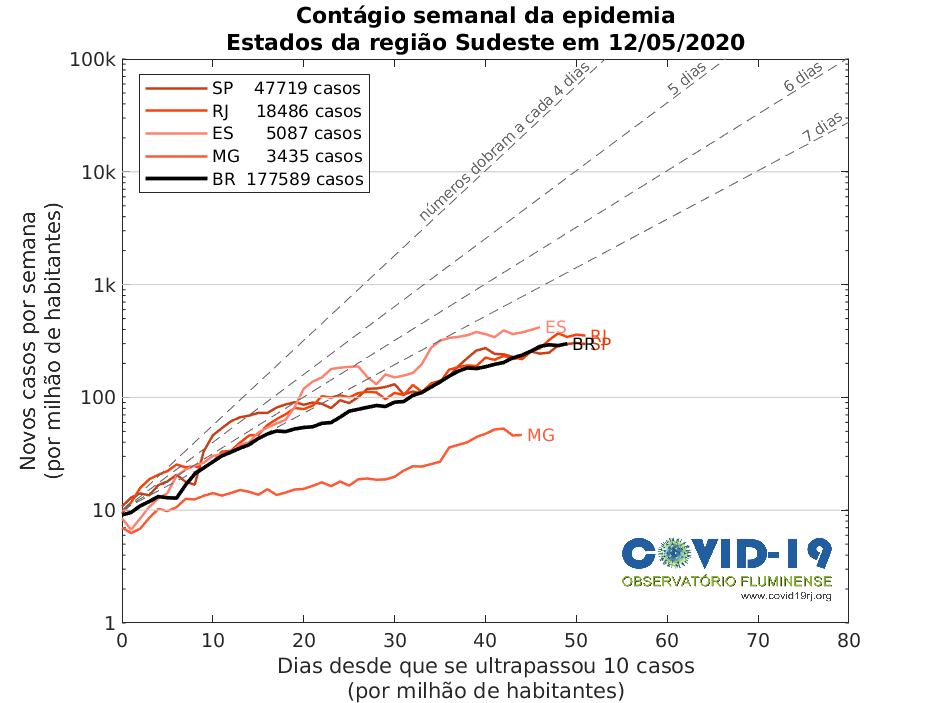 Contágio semanal da epidemia
Estados da região Sudeste em 12/05/2020
100k
10k
1k
100
10
1
Novos casos por semana
(por milhão de habitantes)
SP 47719 casos
RJ 18486 casos
ES 5087 casos
MG 3435 casos
BR 177589 casos
números dobram a cada 4 dias
5 dias
6 dias
7 dias
ES
RJ
BR
SP
MG
COVID-19
OBSERVATÓRIO FLUMINENSE
www.covid19rj.org
0 10 20 30 40 50 60 70 80
Dias desde que se ultrapassou 10 casos
(por milhão de habitantes)